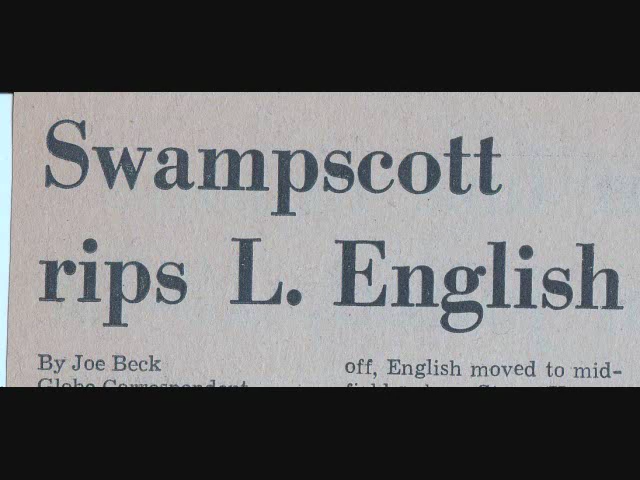 Swampscott
rips L. English
By Joe Beck
Globe Correspondent
off, English moved to mid-